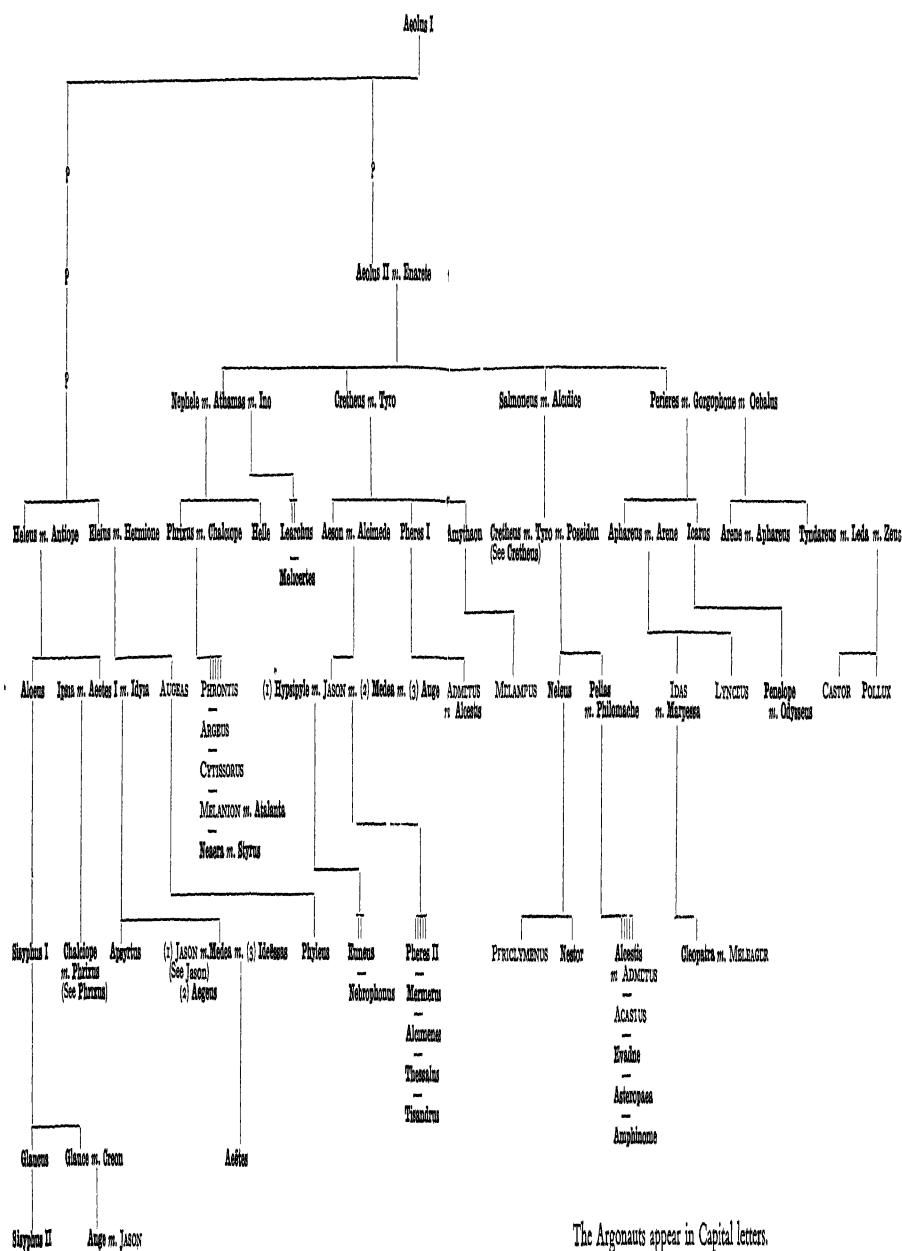 Aeolus I
?
?
?
?
Aeolus II m. Enarete
Nephele m. Athamas m. Ino
Cretheus m. Tyro
Salmoneus m. Alcidice
Perieres m. Gorgophone m Oebalus
Heleus m. Antiope
Eleius m. Hermione
Phrixus m. Chalciope
Helle
Learchus
Melicertes
Aeson m. Alcimede
Pheres I
Amythaon
Cretheus m. Tyro m. Poseidon
(See Cretheus)
Aphareus m. Arene
Icarus
Arene m. Aphareus
Tyndareus m. Leda m. Zeus
Aloeus
m. Aeetes I m. Idyia
AUGEAS
PHRONTIS
ARGEUS
CYTISSORUS
MELANION m. Atalanta
Neaera m. Styrus
(1) Hypsipyle m. JASON m. (2) Medea m. (3) Auge
ADMETUS
m Alcestis
MELAMPUS
Neleus
Pelias
m. Philomache
IDAS
m. Marpessa
LYNCEUS
Penelope
m. Odysseus
CASTOR
POLLUX
Sisyphus I
Chalciope
m. Phrixus
(See Phrixus)
Apsyrtus
(1) JASON m. Medea m. (3)
(See Jason)
(2) Aegeus
Phyleus
Euneus
Nebrophonus
Pheres II
Mermerus
Alcimenes
Thessalus
Tisandrus
PERICLYMENUS
Nestor
Alcestis
m ADMETUS
ACASTUS
Evadne
Asteropaea
Amphinome
Cleopatra m. MELEAGER
Glaucus
Glauce m. Creon
Aeëtes
Sisyphus II
Auge m. JASON
The Argonauts appear in Capital letters.